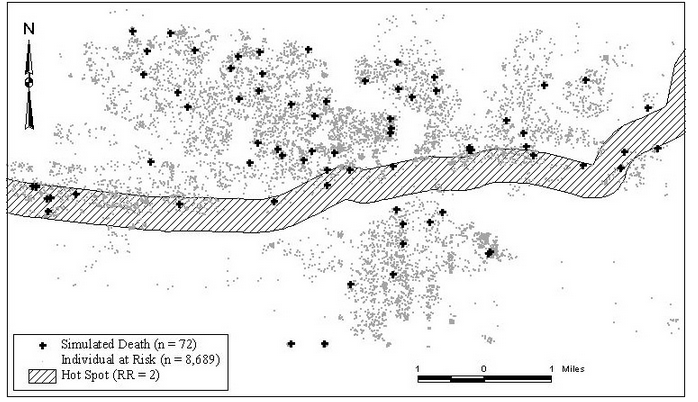 N
Simulated Death (n = 72)
Individual at Risk (n = 8,689)
Hot Spot (RR = 2)
1 0 1 Miles